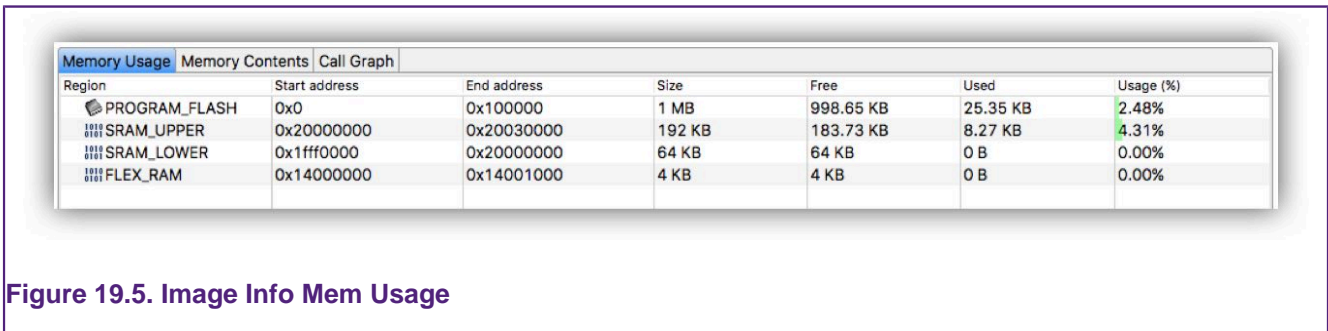 Memory Usage Memory Contents Call Graph
Region Start address End address Size Free Used Usage (%)
PROGRAM_FLASH 0x0 0x100000 1 MB 998.65 KB 25.35 KB 2.48%
SRAM_UPPER 0x20000000 0x20030000 192 KB 183.73 KB 8.27 KB 4.31%
SRAM_LOWER 0x1fff0000 0x20000000 64 KB 64 KB 0 B 0.00%
FLEX_RAM 0x14000000 0x14001000 4 KB 4 KB 0 B 0.00%
Figure 19.5. Image Info Mem Usage